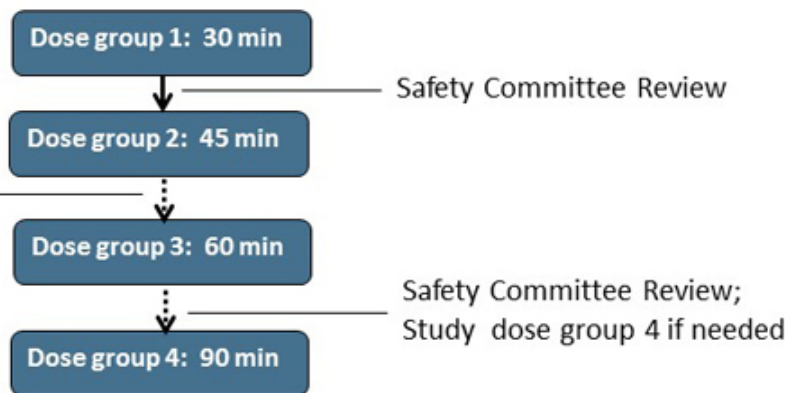 Dose group 1: 30 min
Safety Committee Review
Dose group 2: 45 min
Dose group 3: 60 min
Safety Committee Review;
Study dose group 4 if needed
Dose group 4: 90 min